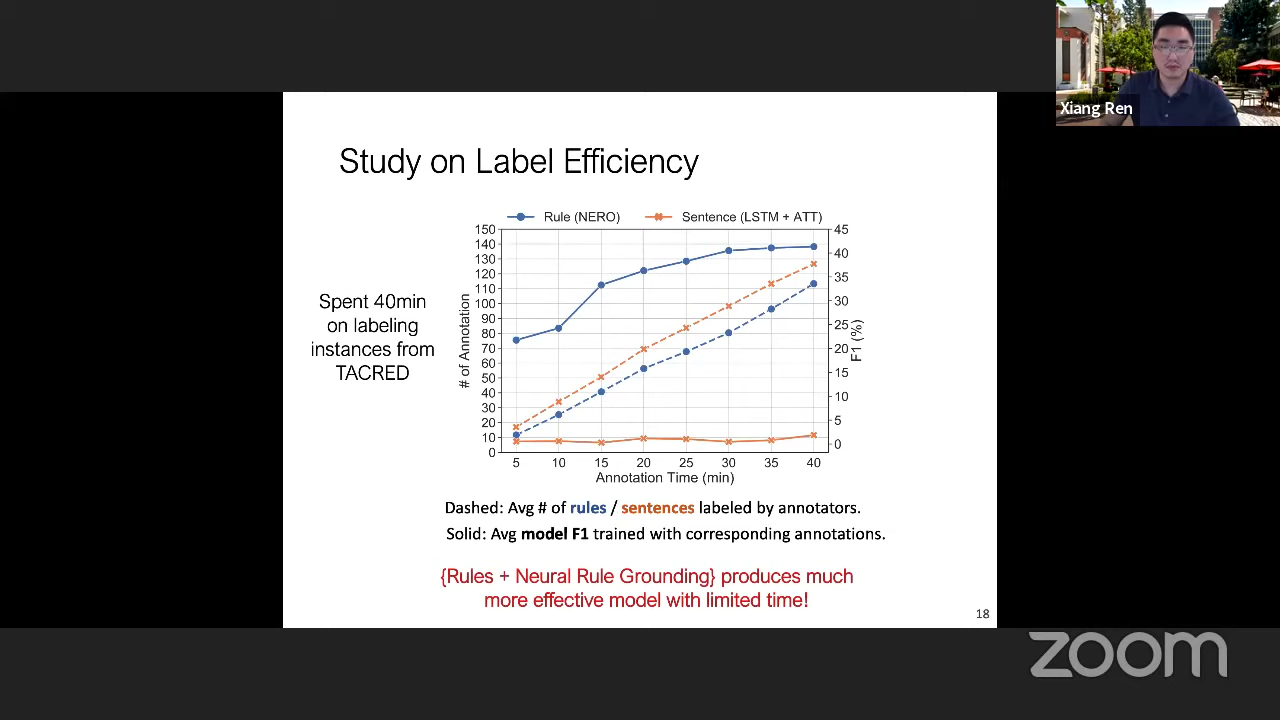 Xiang Ren
Study on Label Efficiency
Rule (NERO)
Sentence (LSTM + ATT)
Spent 40min
on labeling
instances from
TACRED
# of Annotation
150
140
130
120
110
100
90
80
70
60
50
40
30
20
10
0
45
40
35
30
25
20
15
10
5
0
F1 (%)
5 10 15 20 25 30 35 40
Annotation Time (min)
Dashed: Avg # of rules / sentences labeled by annotators.
Solid: Avg model F1 trained with corresponding annotations.
{Rules + Neural Rule Grounding} produces much
more effective model with limited time!
18
zoom